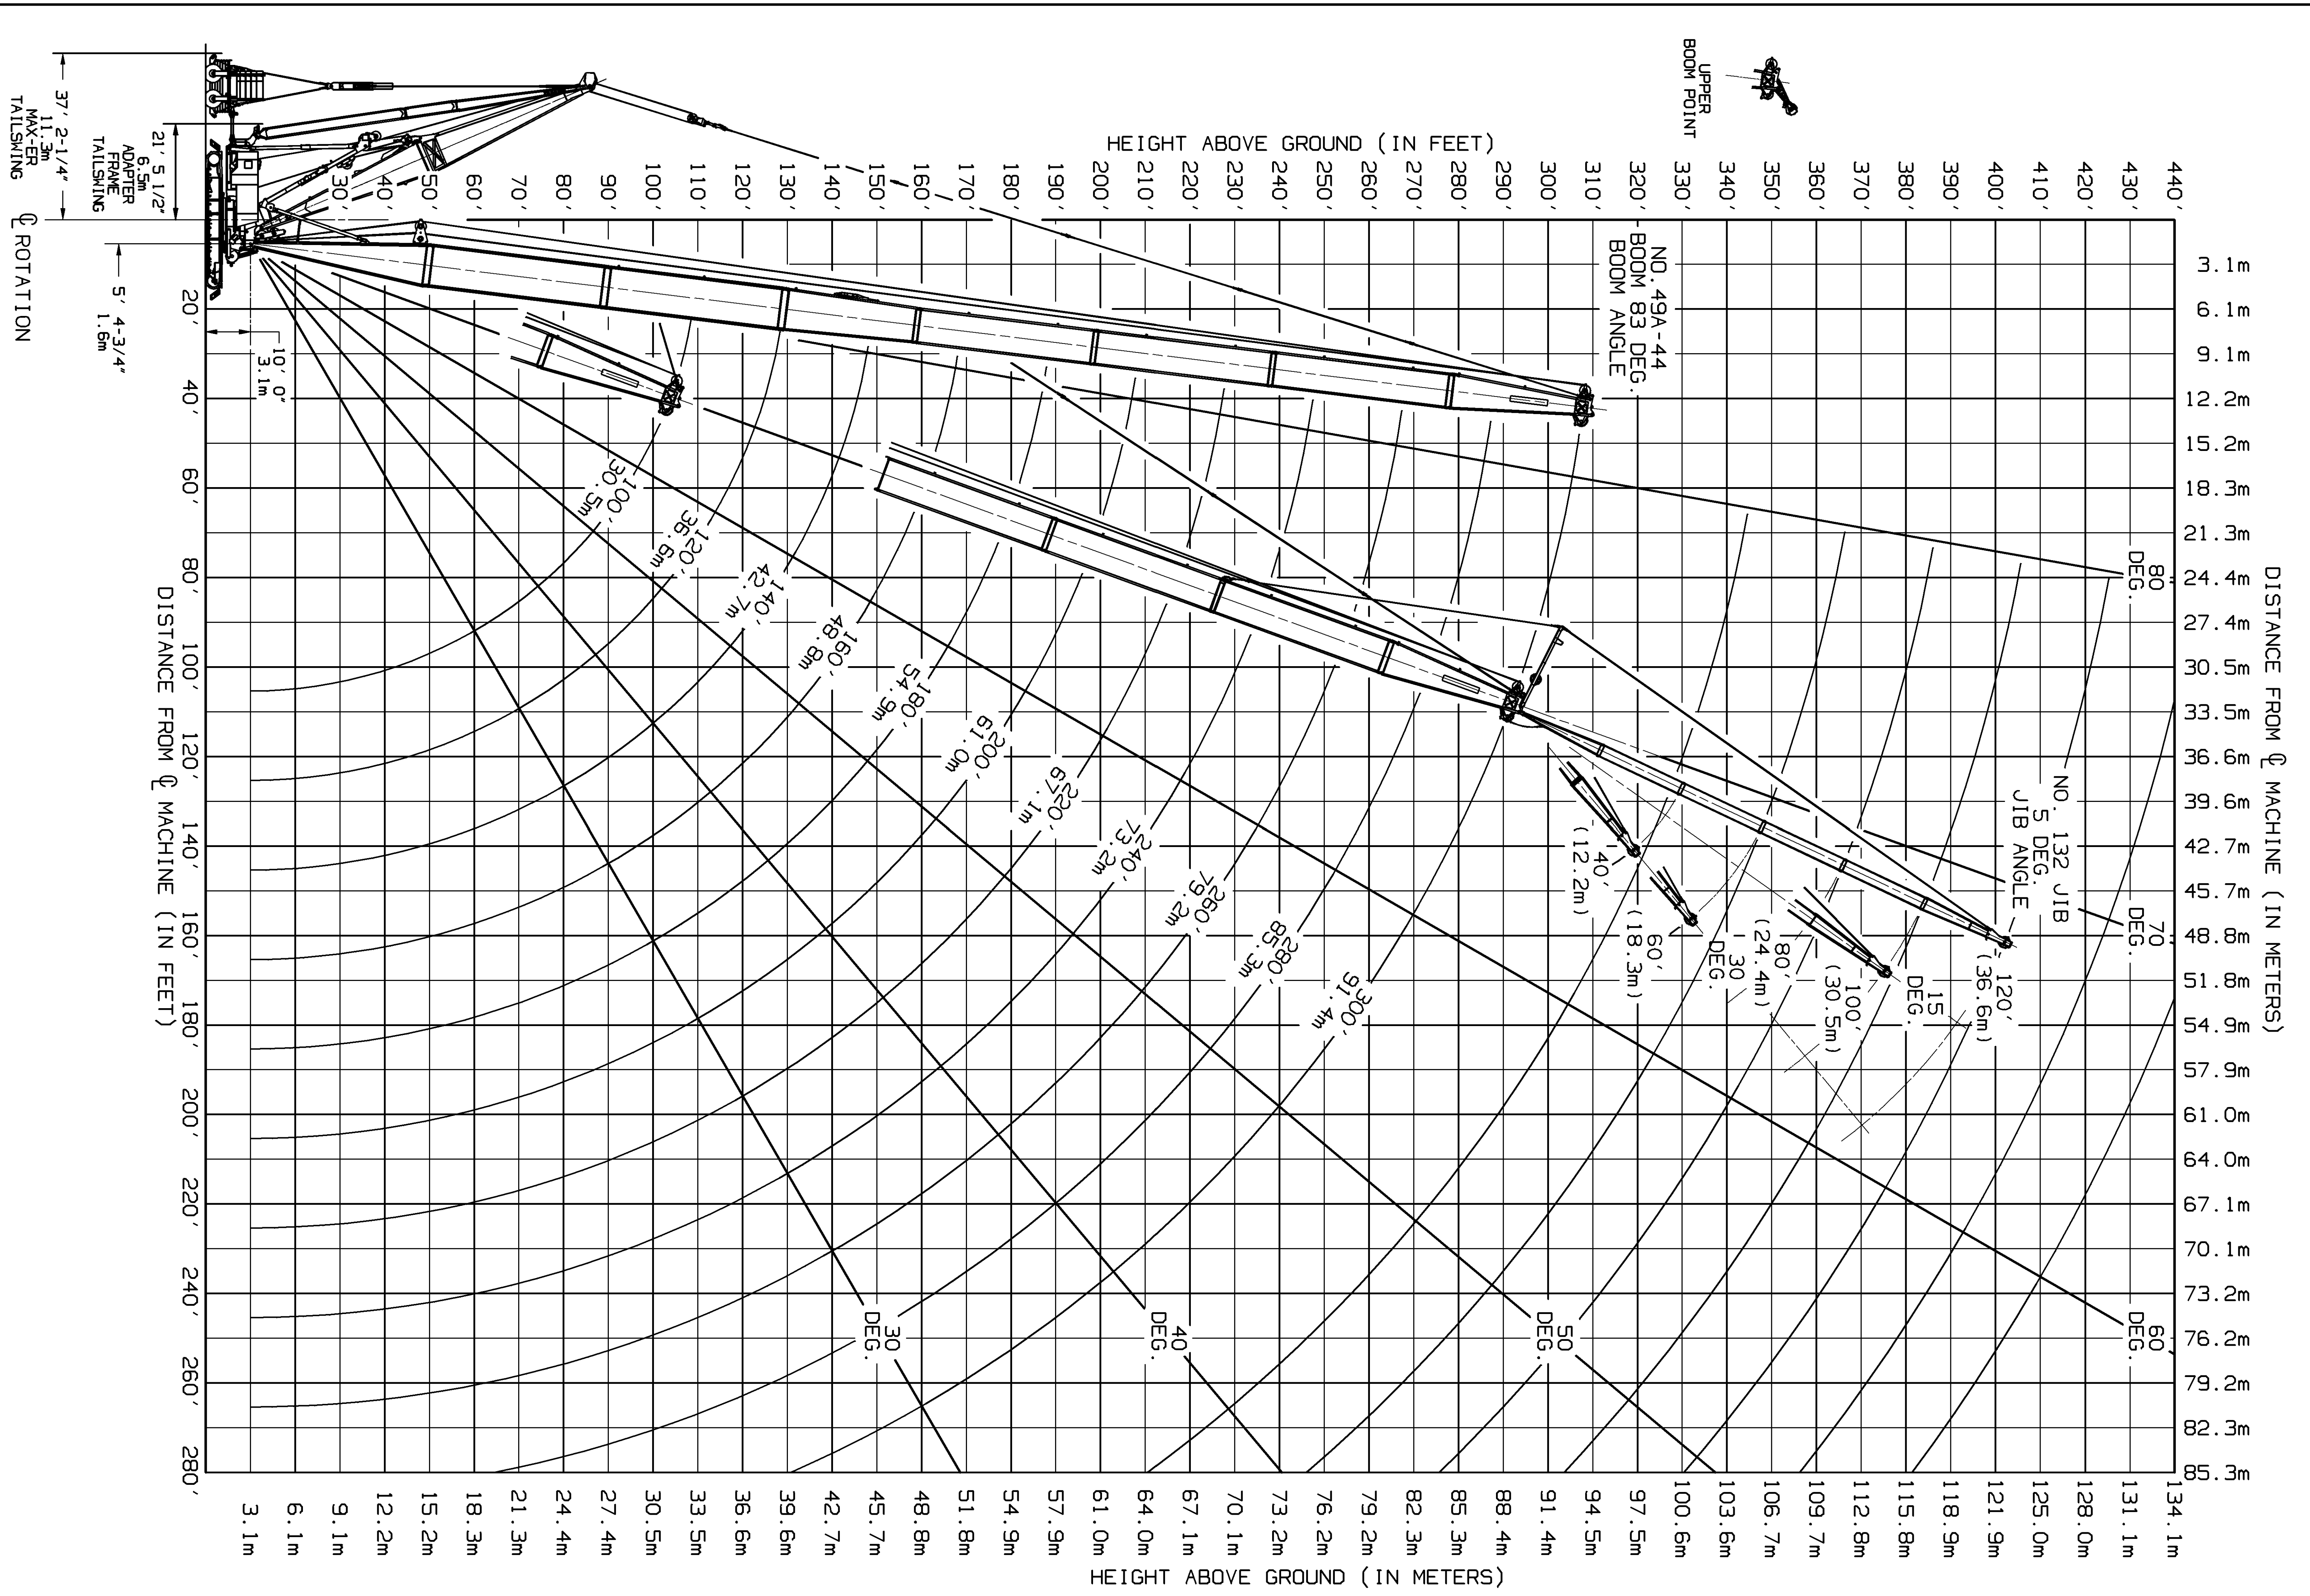 UPPER
BOOM POINT
HEIGHT ABOVE GROUND (IN FEET)
30'
40'
50'
60'
70'
80'
90'
100'
110'
120'
130'
140'
150'
160'
170'
180'
190'
200'
210'
220'
230'
240'
250'
260'
270'
280'
290'
300'
310'
320'
330'
340'
350'
360'
370'
380'
390'
400'
410'
420'
430'
440'
NO. 49A-44
BOOM 83 DEG.
BOOM ANGLE
3.1m
6.1m
9.1m
12.2m
15.2m
18.3m
21.3m
24.4m
27.4m
30.5m
33.5m
36.6m
39.6m
42.7m
45.7m
48.8m
51.8m
54.9m
57.9m
61.0m
64.0m
67.1m
70.1m
73.2m
76.2m
79.2m
82.3m
85.3m
DISTANCE FROM ℄ MACHINE (IN METERS)
80
DEG.
70
DEG.
60
DEG.
50
DEG.
40
DEG.
30
DEG.
NO. 132 JIB
5 DEG.
JIB ANGLE
120'
(36.6m)
15
DEG.
100'
(30.5m)
80'
(24.4m)
30
DEG.
60'
(18.3m)
40'
(12.2m)
100'
30.5m
120'
36.6m
140'
42.7m
160'
48.8m
180'
54.9m
200'
61.0m
220'
67.1m
240'
73.2m
260'
79.2m
280'
85.3m
300'
91.4m
37' 2-1/4"
11.3m
MAX-ER
TAILSWING
21' 5 1/2"
6.5m
ADAPTER
FRAME
TAILSWING
℄ ROTATION
5' 4-3/4"
1.6m
10' 0"
3.1m
20'
40'
60'
80'
100'
120'
140'
160'
180'
200'
220'
240'
260'
280'
DISTANCE FROM ℄ MACHINE (IN FEET)
3.1m
6.1m
9.1m
12.2m
15.2m
18.3m
21.3m
24.4m
27.4m
30.5m
33.5m
36.6m
39.6m
42.7m
45.7m
48.8m
51.8m
54.9m
57.9m
61.0m
64.0m
67.1m
70.1m
73.2m
76.2m
79.2m
82.3m
85.3m
88.4m
91.4m
94.5m
97.5m
100.6m
103.6m
106.7m
109.7m
112.8m
115.8m
118.9m
121.9m
125.0m
128.0m
131.1m
134.1m
HEIGHT ABOVE GROUND (IN METERS)